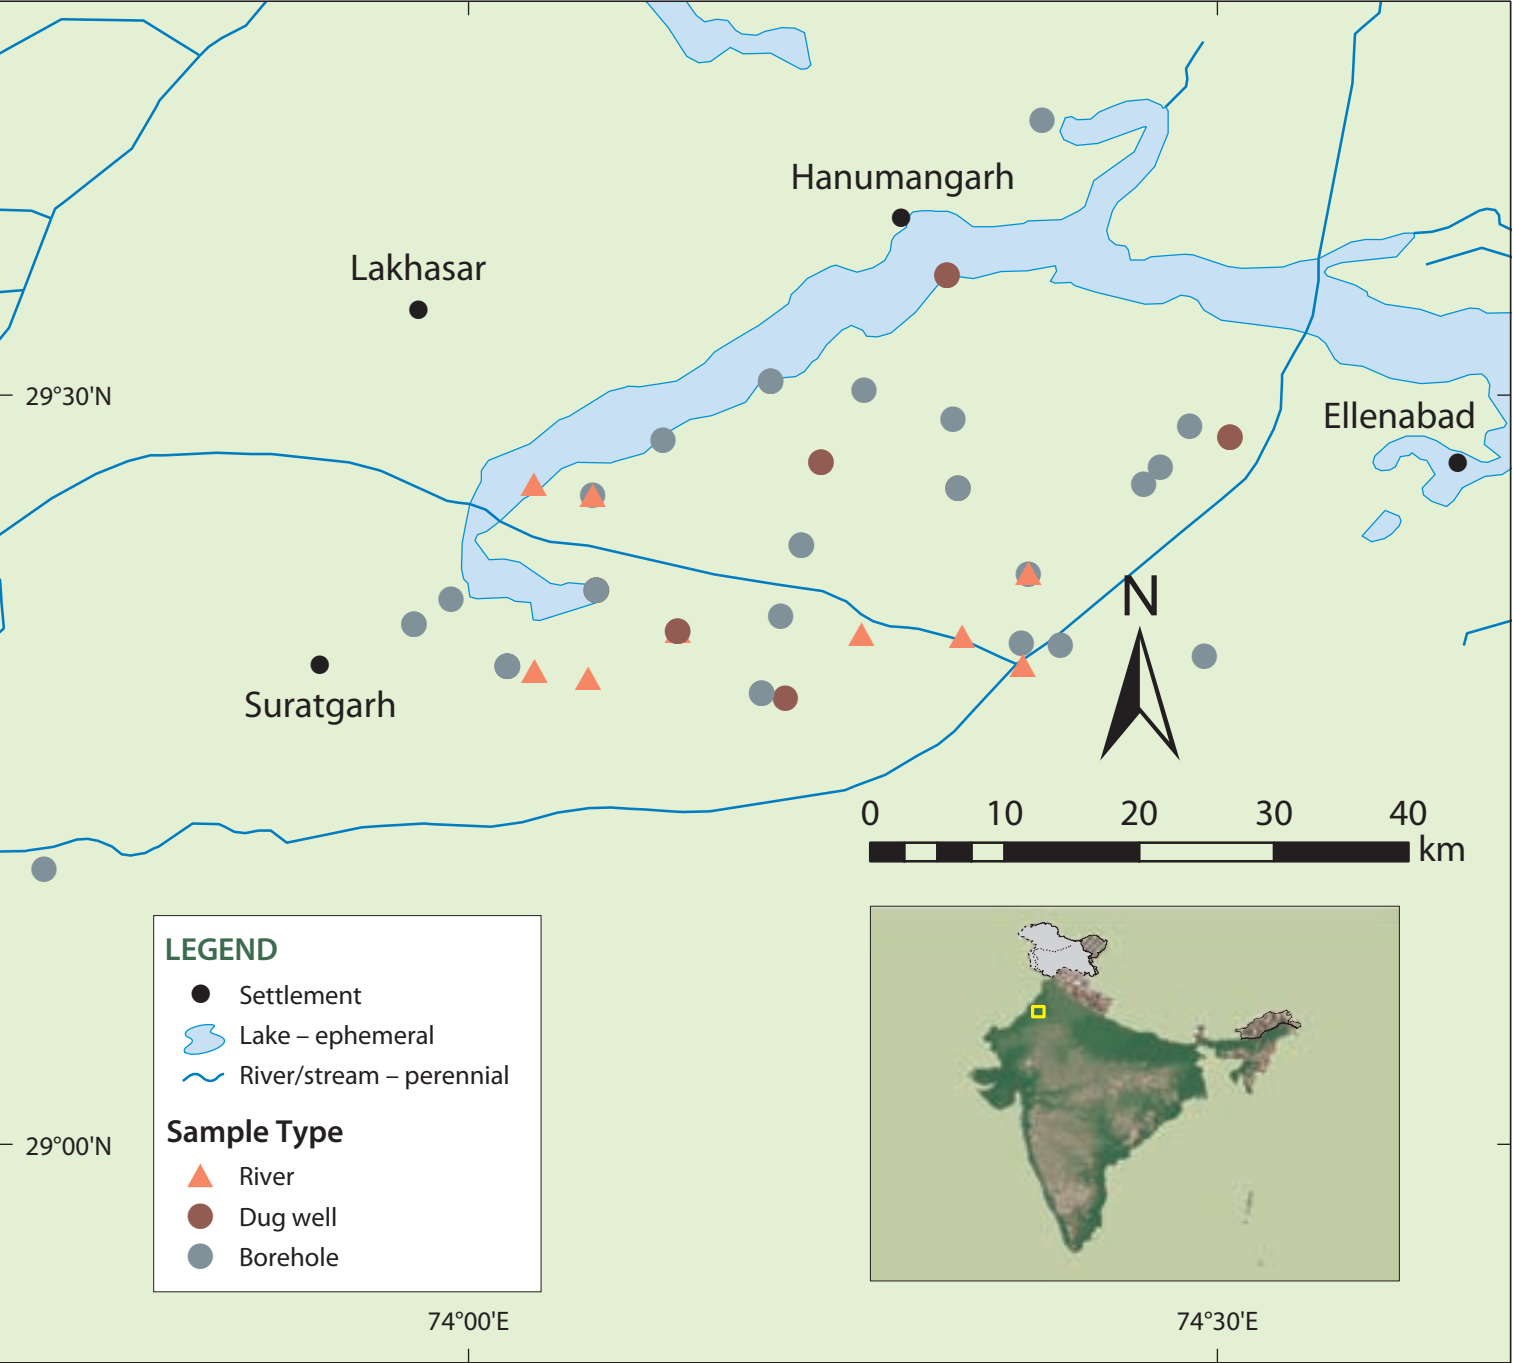 Hanumangarh
Lakhasar
29°30'N
Ellenabad
N
Suratgarh
0 10 20 30 40
km
LEGEND
Settlement
Lake – ephemeral
River/stream – perennial
Sample Type
River
Dug well
Borehole
29°00'N
74°00'E 74°30'E